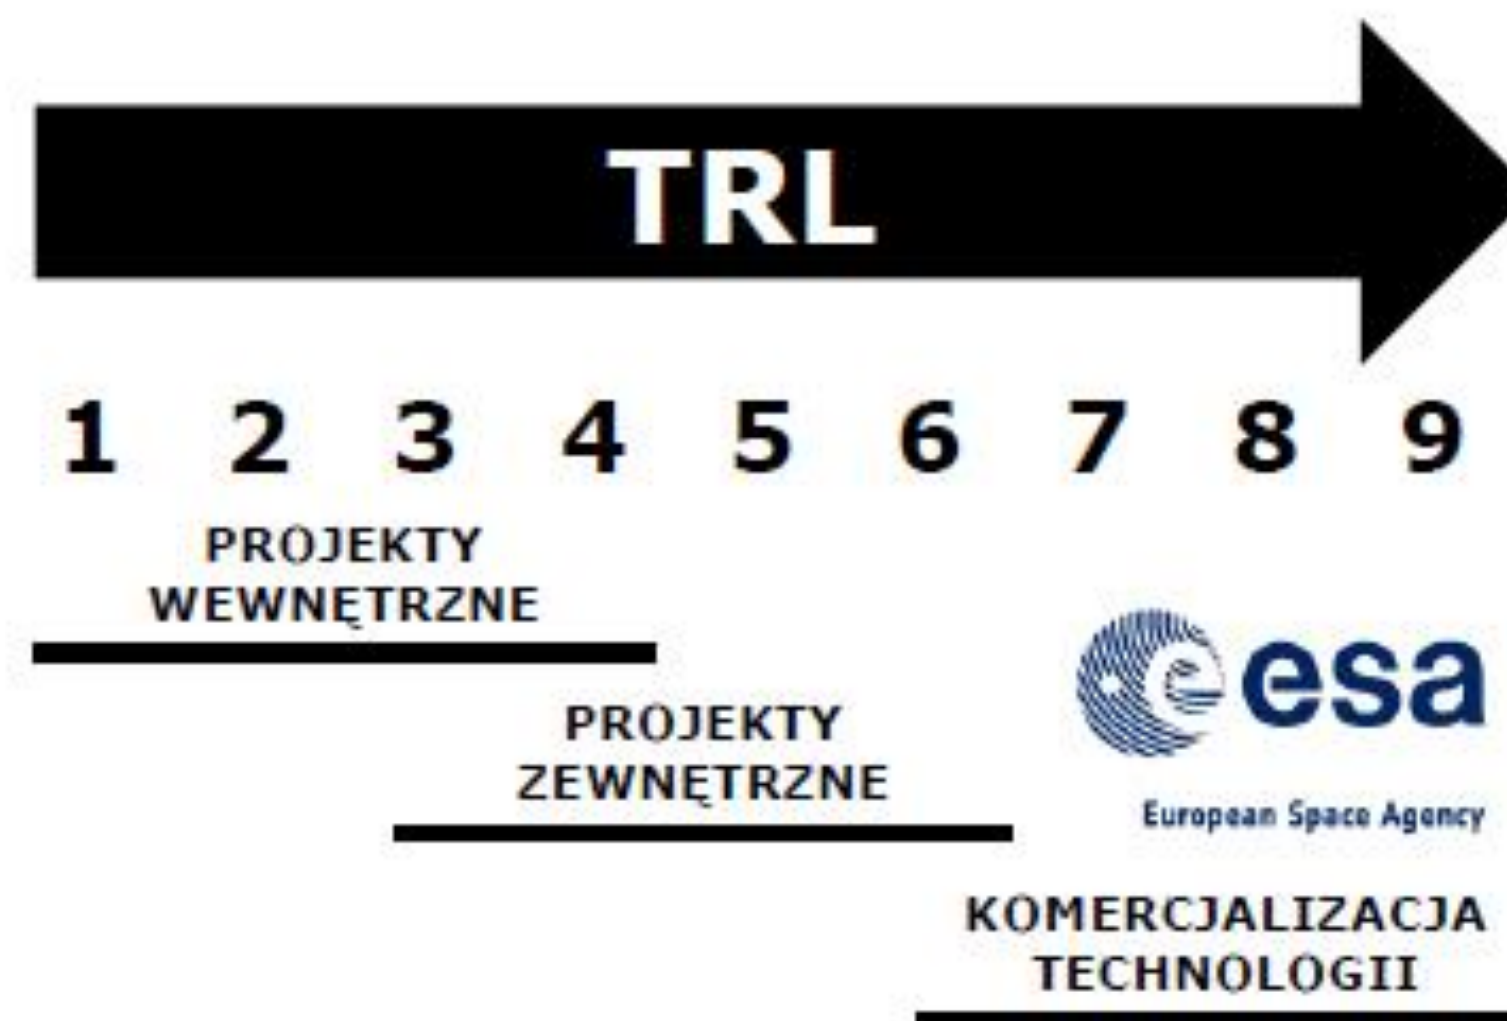 TRL
1 2 3 4 5 6 7 8 9
PROJEKTY
WEWNĘTRZNE
PROJEKTY
ZEWNĘTRZNE
esa
European Space Agency
KOMERCJALIZACJA
TECHNOLOGII